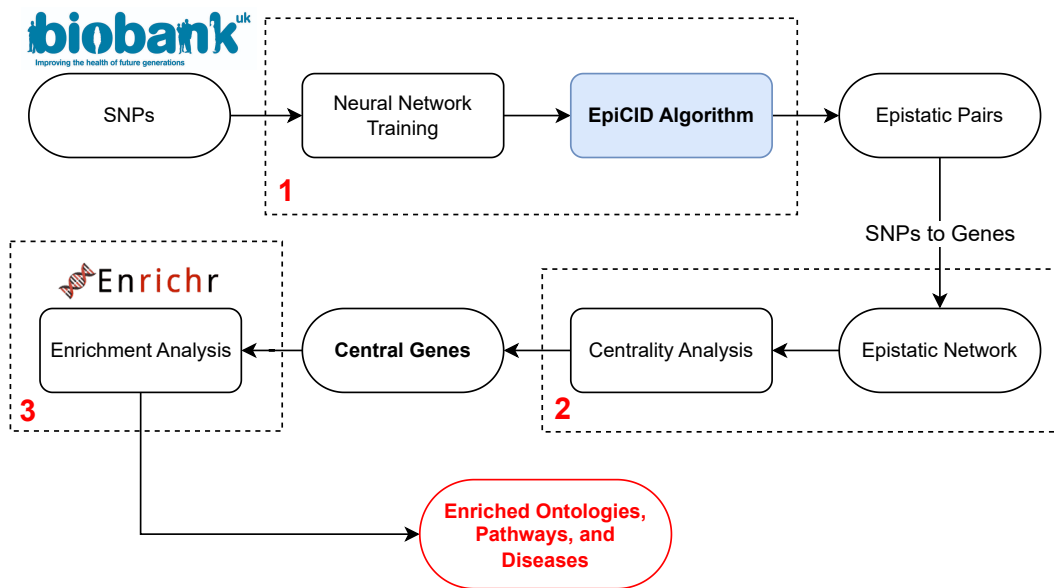 biobank uk
Improving the health of future generations
SNPs
Neural Network
Training
EpiCID Algorithm
Epistatic Pairs
1
SNPs to Genes
Enrichr
Enrichment Analysis
Central Genes
Centrality Analysis
Epistatic Network
3
2
Enriched Ontologies,
Pathways, and
Diseases